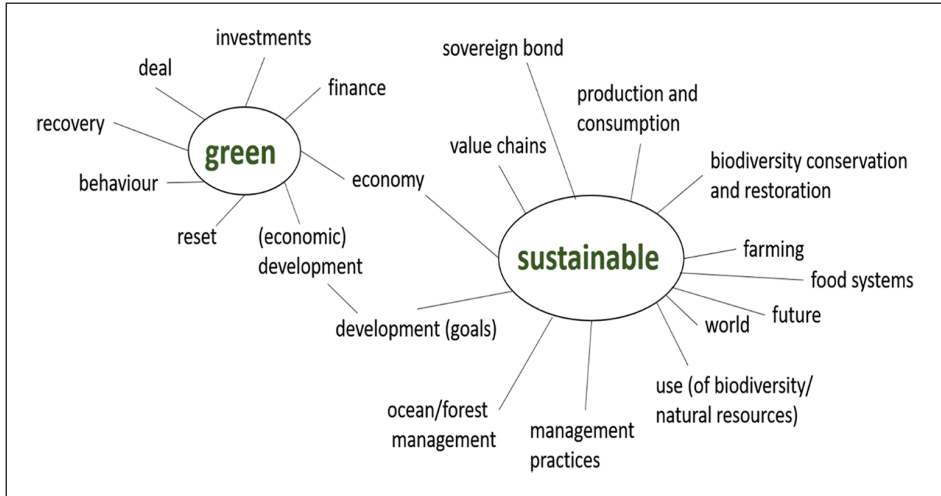 investments
deal
finance
recovery
green
behaviour
economy
reset
(economic)
development
development (goals)
sovereign bond
production and
consumption
value chains
biodiversity conservation
and restoration
sustainable
farming
food systems
future
world
use (of biodiversity/
natural resources)
ocean/forest
management
management
practices